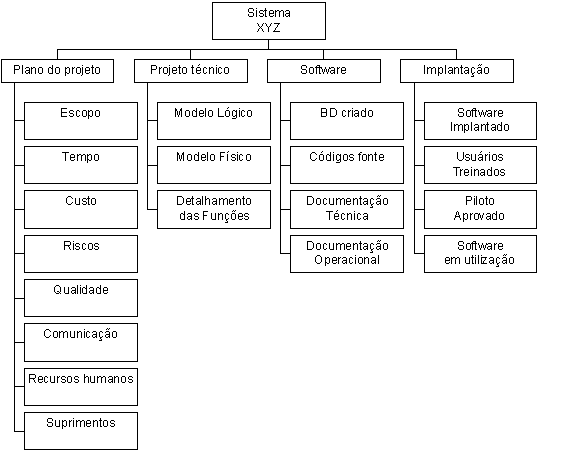 Sistema
XYZ
Plano do projeto
Projeto técnico
Software
Implantação
Escopo
Tempo
Custo
Riscos
Qualidade
Comunicação
Recursos humanos
Suprimentos
Modelo Lógico
Modelo Físico
Detalhamento
das Funções
BD criado
Códigos fonte
Documentação
Técnica
Documentação
Operacional
Software
Implantado
Usuários
Treinados
Piloto
Aprovado
Software
em utilização